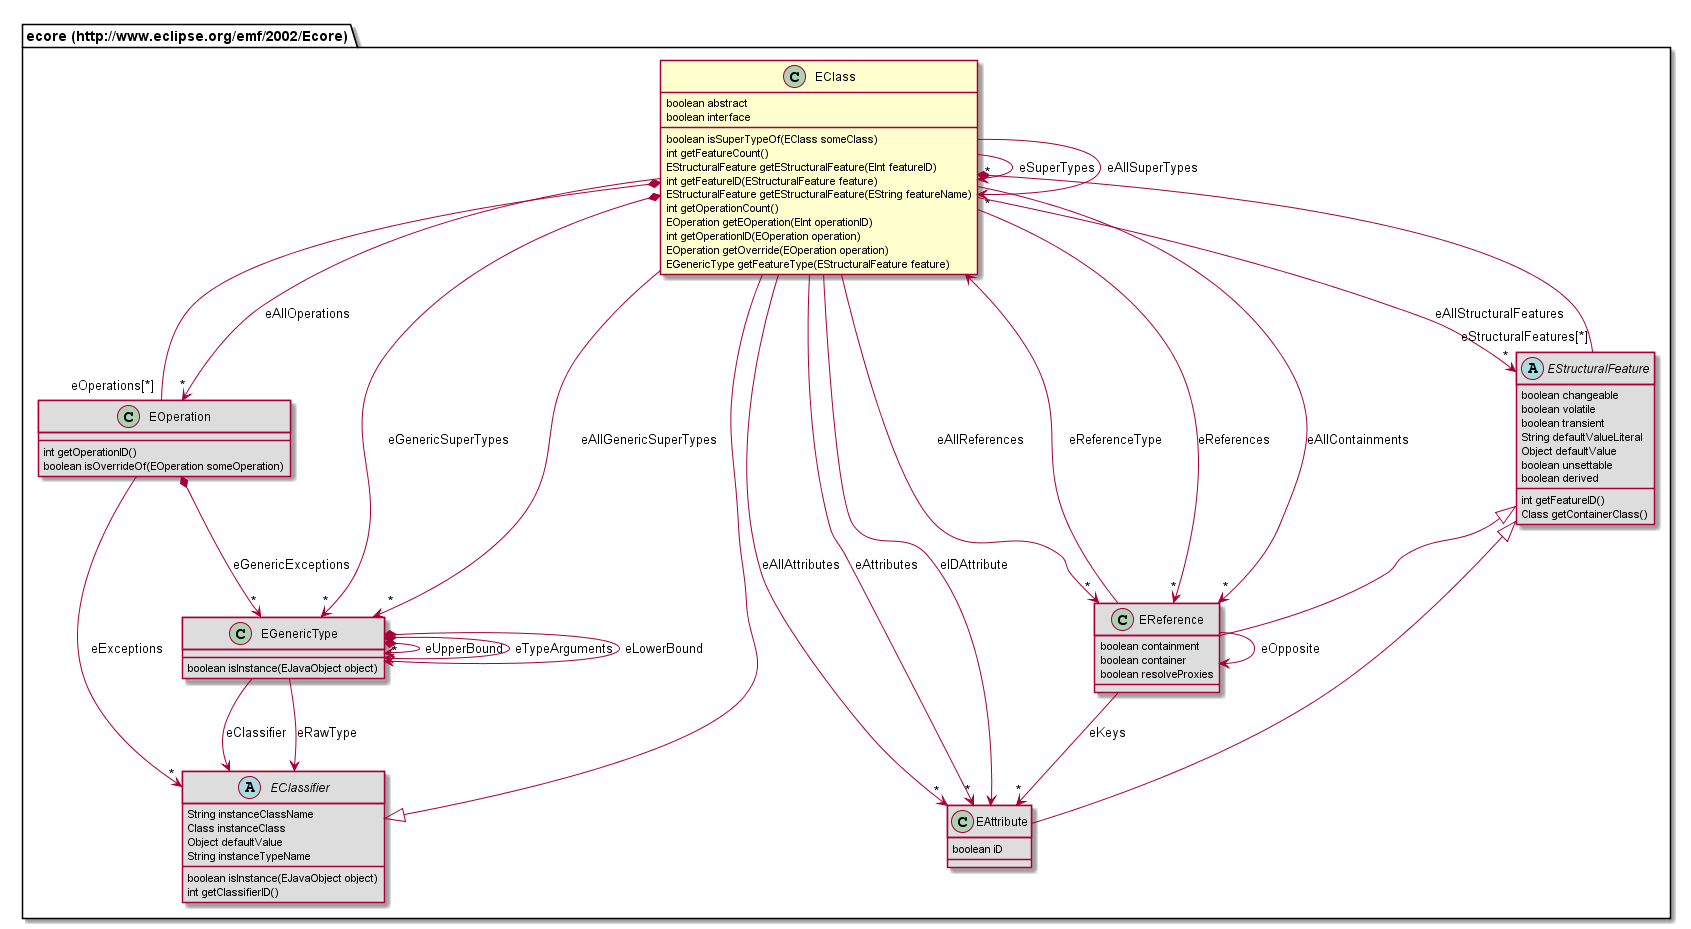 ecore (http://www.eclipse.org/emf/2002/Ecore)
C EClass
boolean abstract
boolean interface
boolean isSuperTypeOf(EClass someClass)
int getFeatureCount()
EStructuralFeature getEStructuralFeature(EInt featureID)
int getFeatureID(EStructuralFeature feature)
EStructuralFeature getEStructuralFeature(EString featureName)
int getOperationCount()
EOperation getEOperation(EInt operationID)
int getOperationID(EOperation operation)
EOperation getOverride(EOperation operation)
EGenericType getFeatureType(EStructuralFeature feature)
* eSuperTypes
eAllSuperTypes
*
eAllOperations
*
eOperations[*]
eAllStructuralFeatures
eStructuralFeatures[*]
*
C EOperation
int getOperationID()
boolean isOverrideOf(EOperation someOperation)
A EStructuralFeature
boolean changeable
boolean volatile
boolean transient
String defaultValueLiteral
Object defaultValue
boolean unsettable
boolean derived
int getFeatureID()
Class getContainerClass()
eGenericSuperTypes
*
eAllGenericSuperTypes
*
eAllReferences
*
eReferenceType
eReferences
*
eAllContainments
*
eGenericExceptions
*
eAllAttributes
*
eAttributes
*
eIDAttribute
eExceptions
*
C EGenericType
boolean isInstance(EJavaObject object)
eUpperBound
* eTypeArguments
eLowerBound
C EReference
boolean containment
boolean container
boolean resolveProxies
eOpposite
eClassifier
eRawType
eKeys
*
A EClassifier
String instanceClassName
Class instanceClass
Object defaultValue
String instanceTypeName
boolean isInstance(EJavaObject object)
int getClassifierID()
C EAttribute
boolean iD